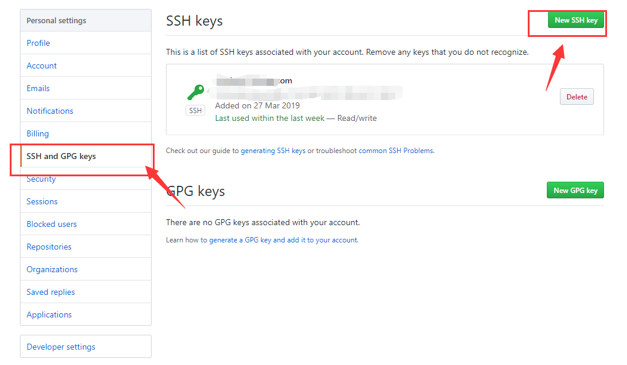 Personal settings
Profile
Account
Emails
Notifications
Billing
SSH and GPG keys
Security
Sessions
Blocked users
Repositories
Organizations
Saved replies
Applications
Developer settings
SSH keys
New SSH key
This is a list of SSH keys associated with your account. Remove any keys that you do not recognize.
om
SSH
Added on 27 Mar 2019
Last used within the last week — Read/write
Delete
Check out our guide to generating SSH keys or troubleshoot common SSH Problems.
GPG keys
New GPG key
There are no GPG keys associated with your account.
Learn how to generate a GPG key and add it to your account.